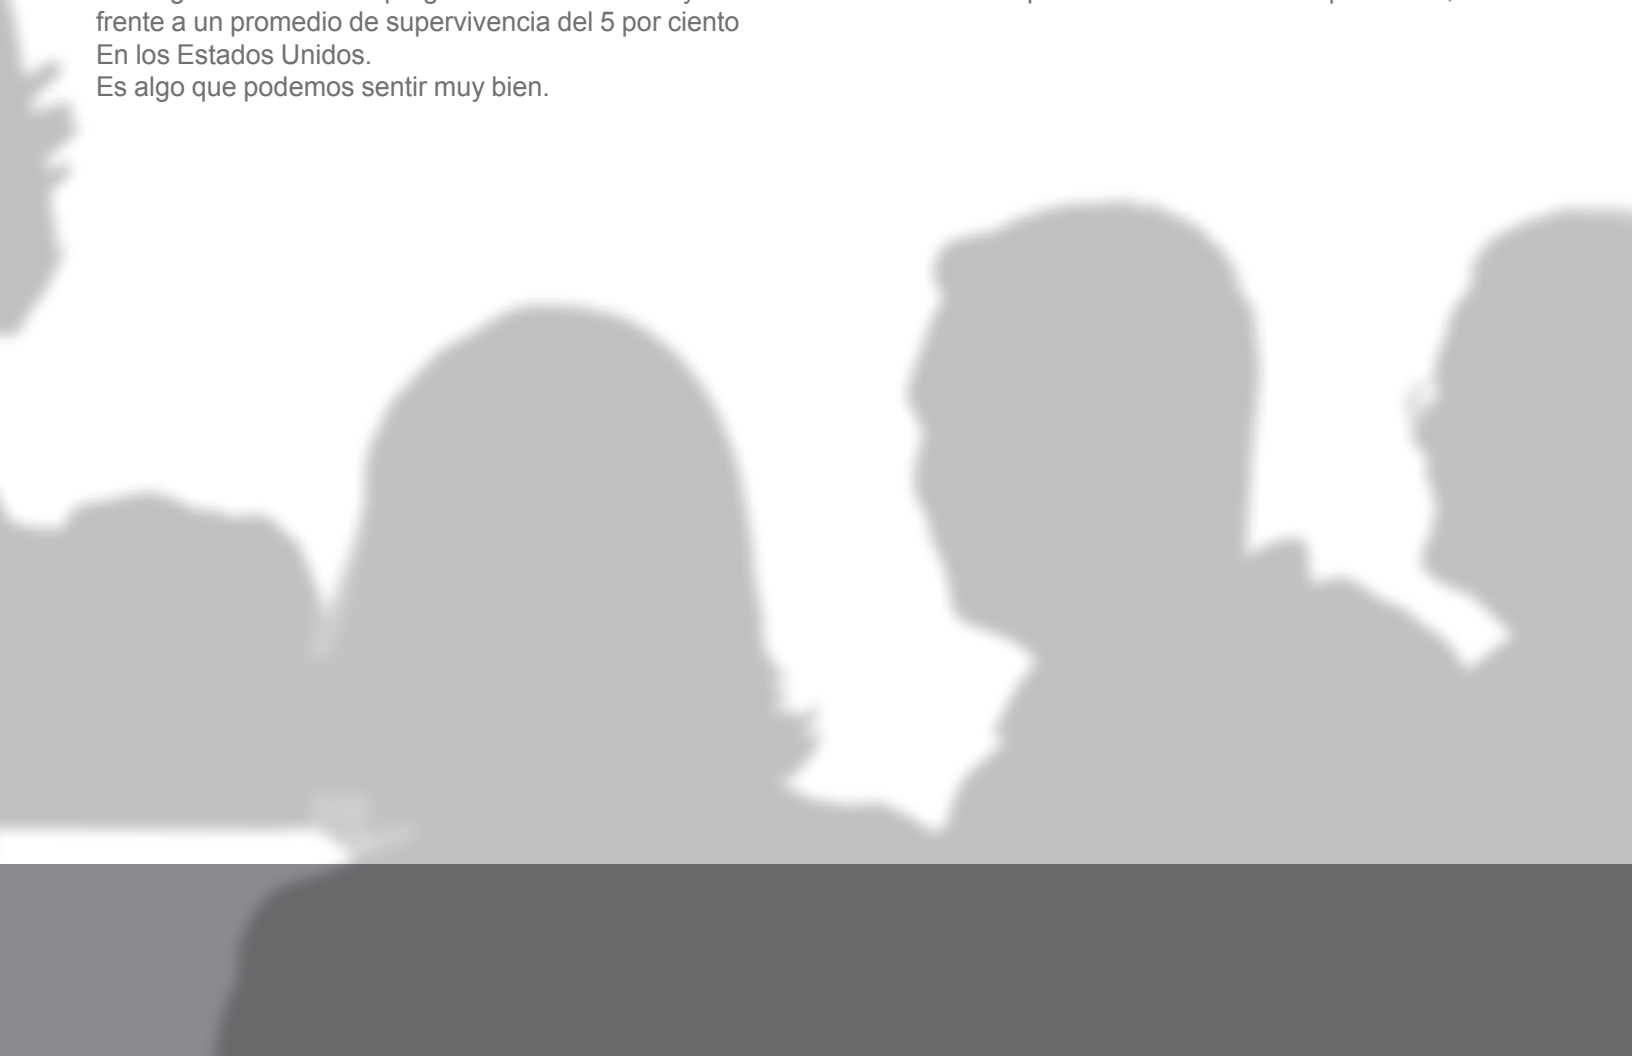 frente a un promedio de supervivencia del 5 por ciento
En los Estados Unidos.
Es algo que podemos sentir muy bien.